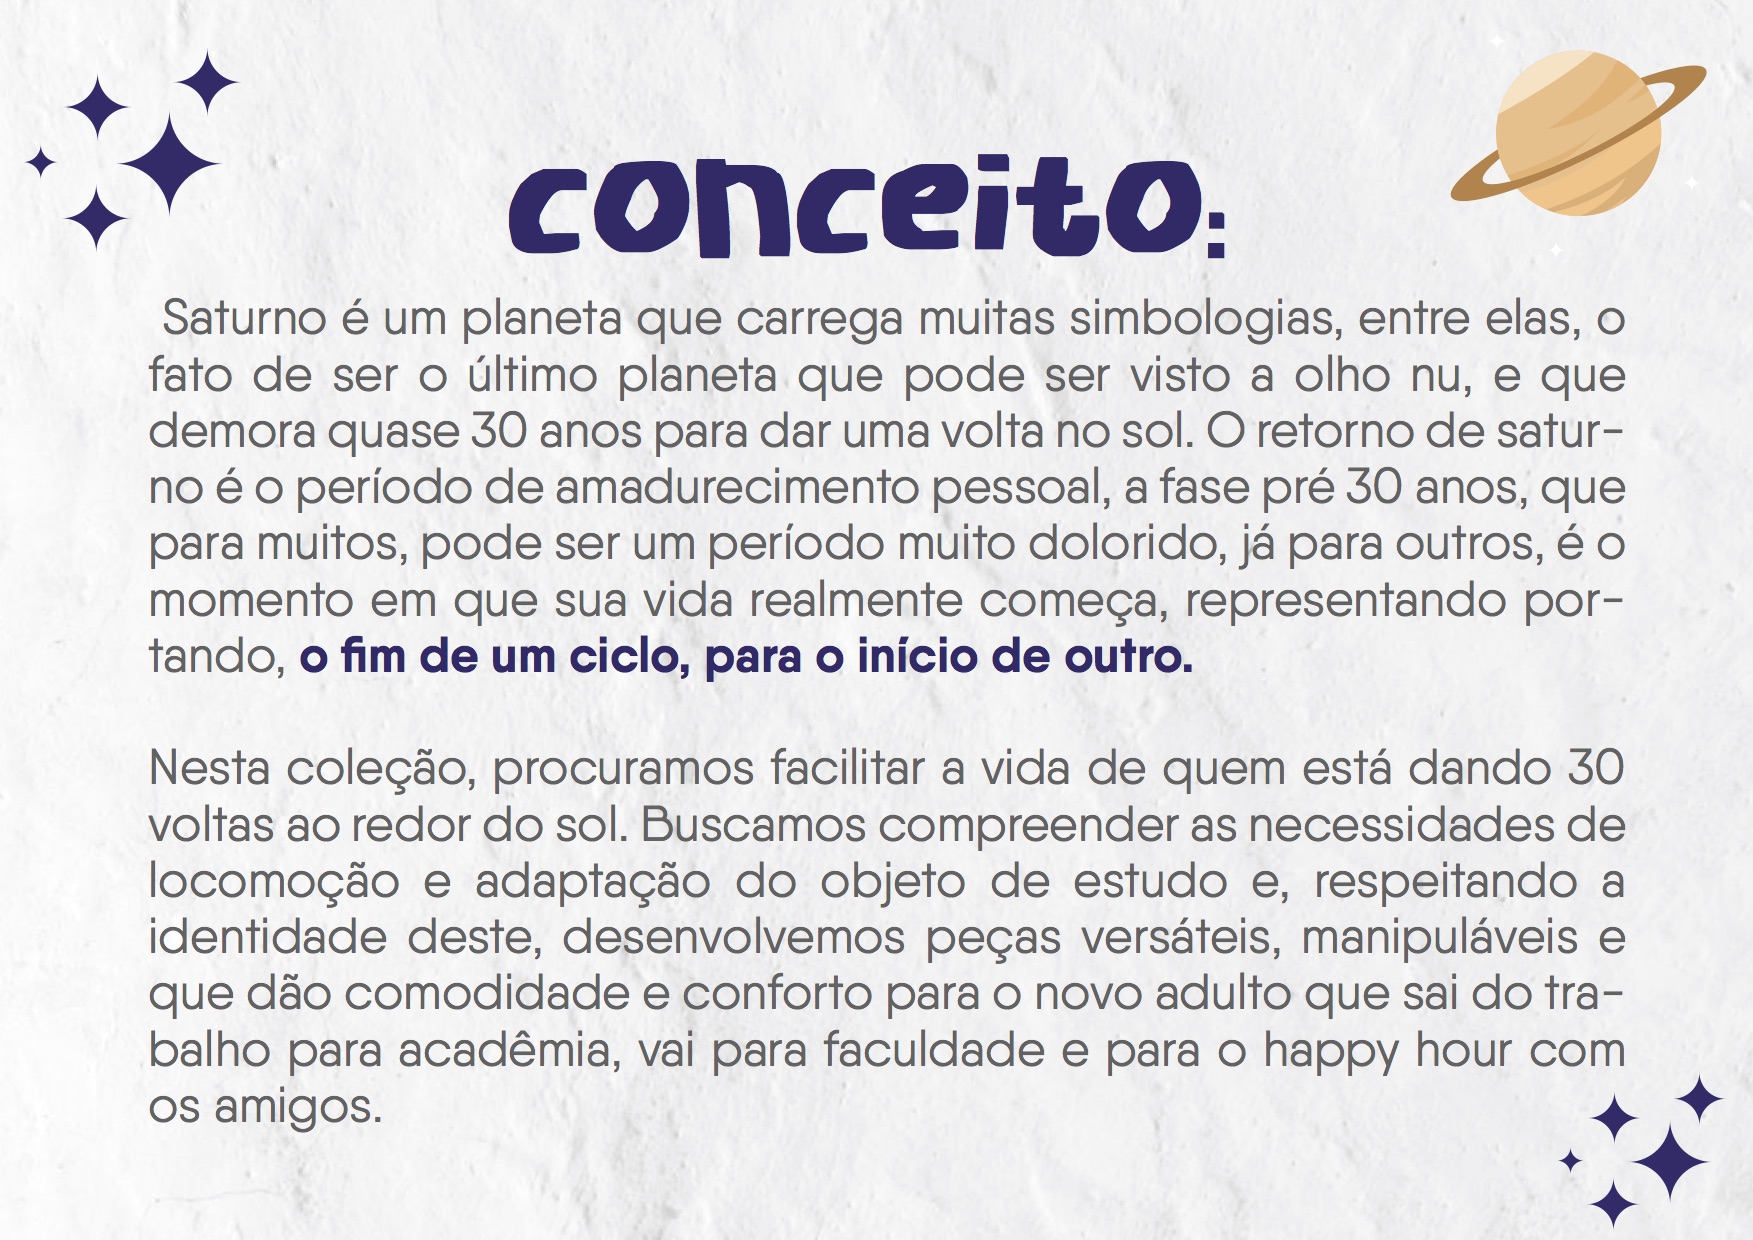 conceito:
Saturno é um planeta que carrega muitas simbologias, entre elas, o
fato de ser o último planeta que pode ser visto a olho nu, e que
demora quase 30 anos para dar uma volta no sol. O retorno de satur-
no é o período de amadurecimento pessoal, a fase pré 30 anos, que
para muitos, pode ser um período muito dolorido, já para outros, é o
momento em que sua vida realmente começa, representando por-
tando, o fim de um ciclo, para o início de outro.
Nesta coleção, procuramos facilitar a vida de quem está dando 30
voltas ao redor do sol. Buscamos compreender as necessidades de
locomoção e adaptação do objeto de estudo e, respeitando a
identidade deste, desenvolvemos peças versáteis, manipuláveis e
que dão comodidade e conforto para o novo adulto que sai do tra-
balho para acadêmia, vai para faculdade e para o happy hour com
os amigos.